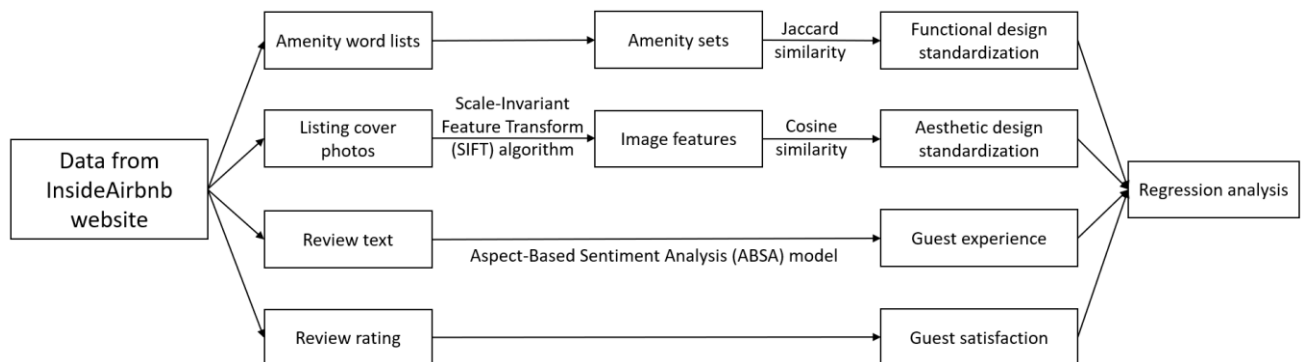 Data from
InsideAirbnb
website
Amenity word lists
Amenity sets
Jaccard
similarity
Functional design
standardization
Listing cover
photos
Scale-Invariant
Feature Transform
(SIFT) algorithm
Image features
Cosine
similarity
Aesthetic design
standardization
Review text
Aspect-Based Sentiment Analysis (ABSA) model
Guest experience
Review rating
Guest satisfaction
Regression analysis